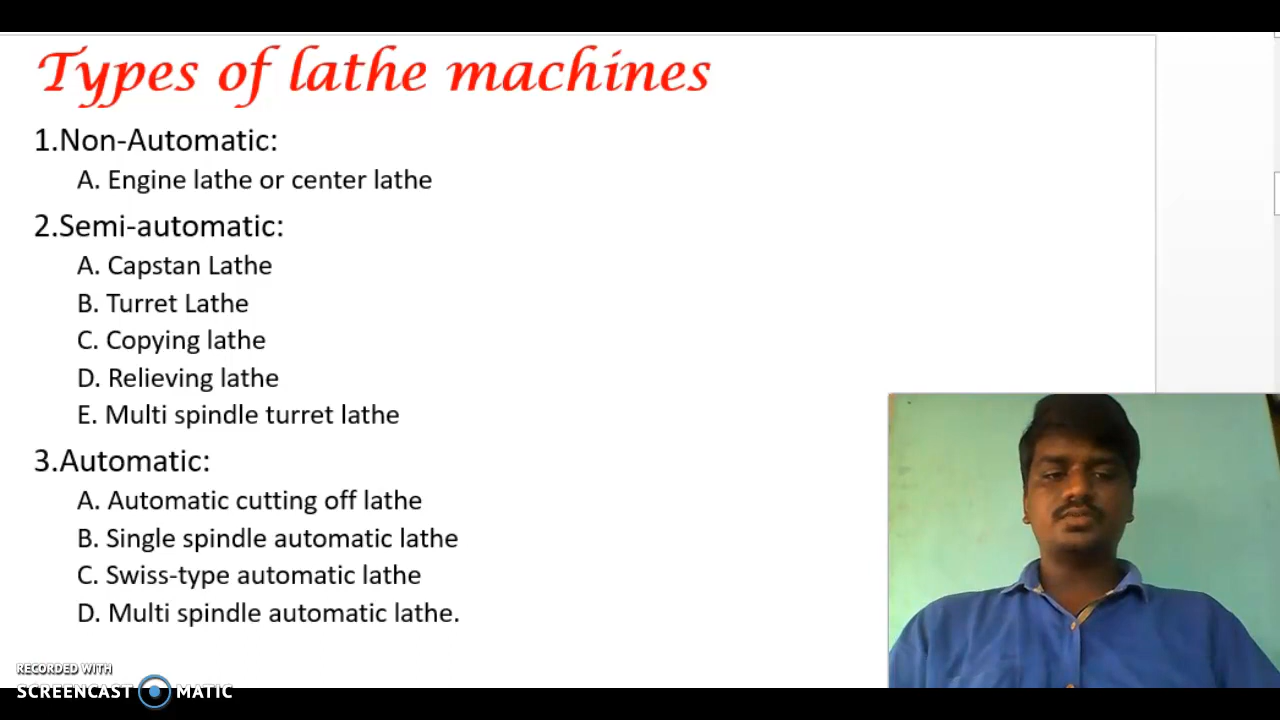 Types of lathe machines
1.Non-Automatic:
A. Engine lathe or center lathe
2.Semi-automatic:
A. Capstan Lathe
B. Turret Lathe
C. Copying lathe
D. Relieving lathe
E. Multi spindle turret lathe
3.Automatic:
A. Automatic cutting off lathe
B. Single spindle automatic lathe
C. Swiss-type automatic lathe
D. Multi spindle automatic lathe.
RECORDED WITH
SCREENCAST MATIC